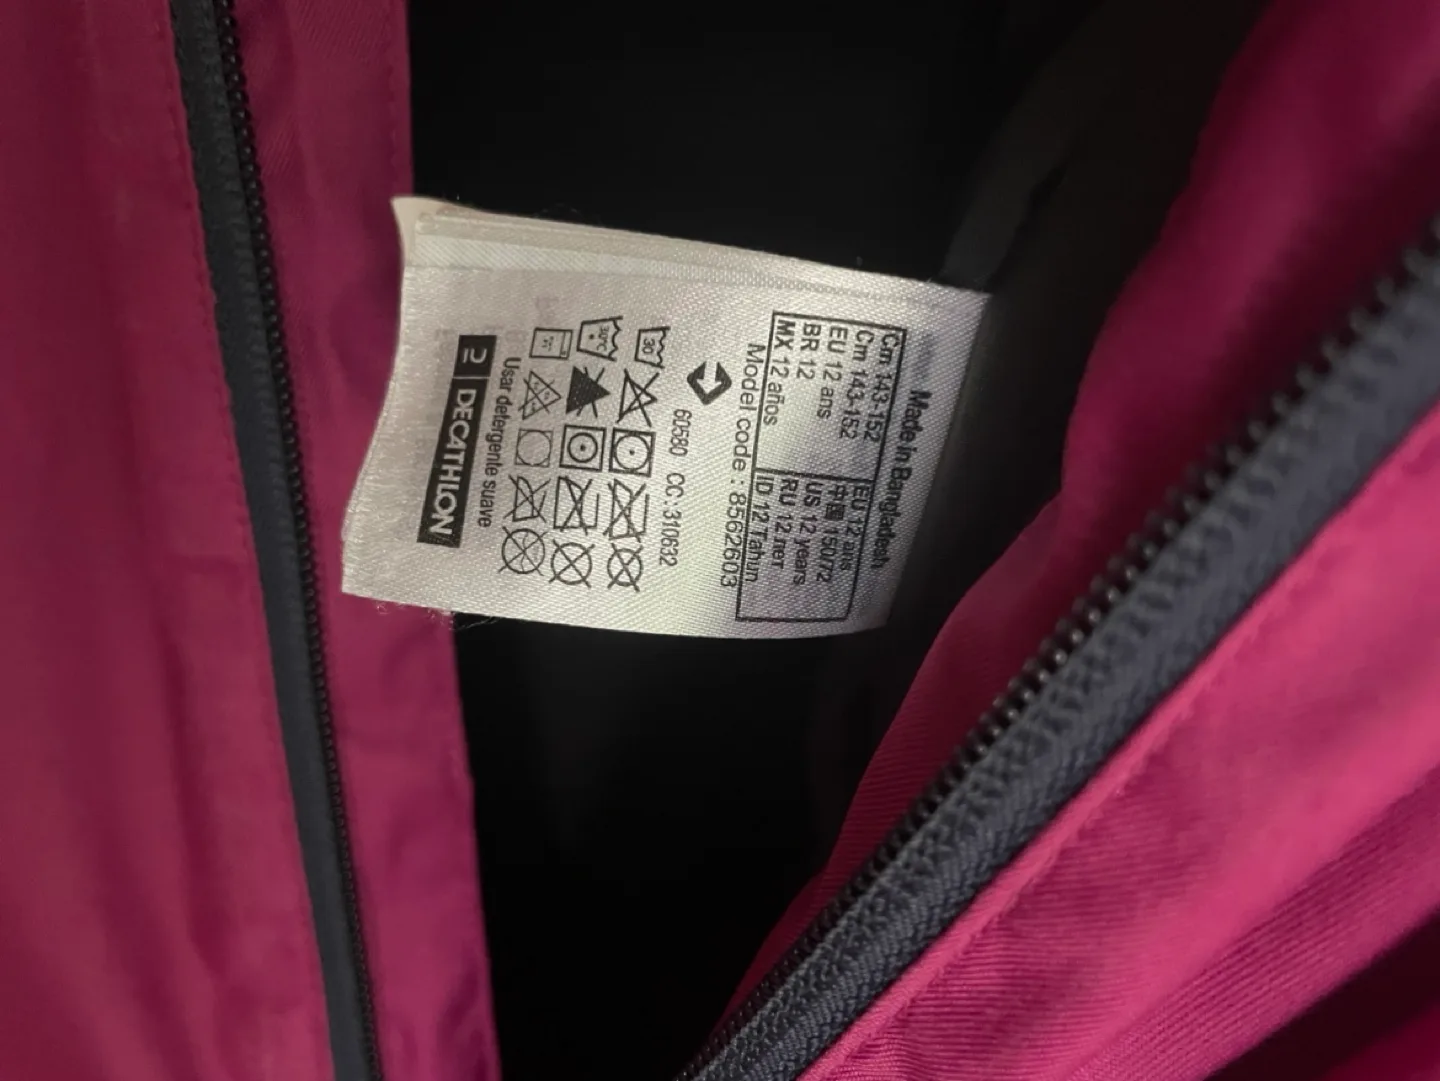 Made in Bangladesh
Cm 143-152
Cm 143-152 EU 12 ans
EU 12 ans 中国 150/72
BR 12 US 12 years
MX 12 años RU 12 лет
ID 12 Tahun
Model code : 8562603
60580 CC : 310632
30
30°C
Usar detergente suave
DECATHLON